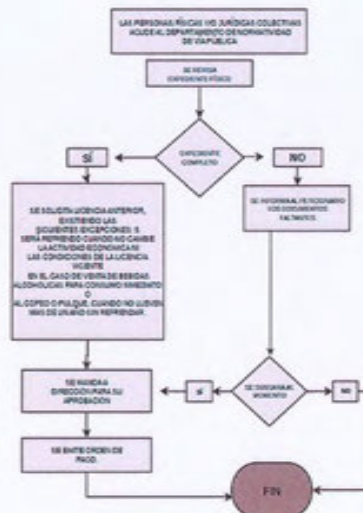 LAS PERSONAS FÍSICAS Y/O JURÍDICAS COLECTIVAS
ACUDE AL DEPARTAMENTO DE NORMATIVIDAD
DE VIA PÚBLICA
SE REVISA
EXPEDIENTE FÍSICO
EXPEDIENTE
COMPLETO
SÍ
NO
SE SOLICITA LICENCIA ANTERIOR,
EXISTIENDO LAS
SIGUIENTES EXCEPCIONES:
SERÁ REFRENDO CUANDO NO CAMBIE
LA ACTIVIDAD ECONOMICA NI
LAS CONDICIONES DE LA LICENCIA
VIGENTE
EN EL CASO DE VENTA DE BEBIDAS
ALCOHOLICAS PARA CONSUMO INMEDIATO
O
AL COPEO O PULQUE, CUANDO NO LLEVEN
MAS DE UN AÑO SIN REFRENDAR.
SE INFORMA AL PETICIONARIO
LOS DOCUMENTOS
FALTANTES
SE MANDA A
DIRECCIÓN PARA SU
APROBACIÓN
SÍ
SE SUBSANA AL
MOMENTO
NO
SE EMITE ORDEN DE
PAGO.
FIN